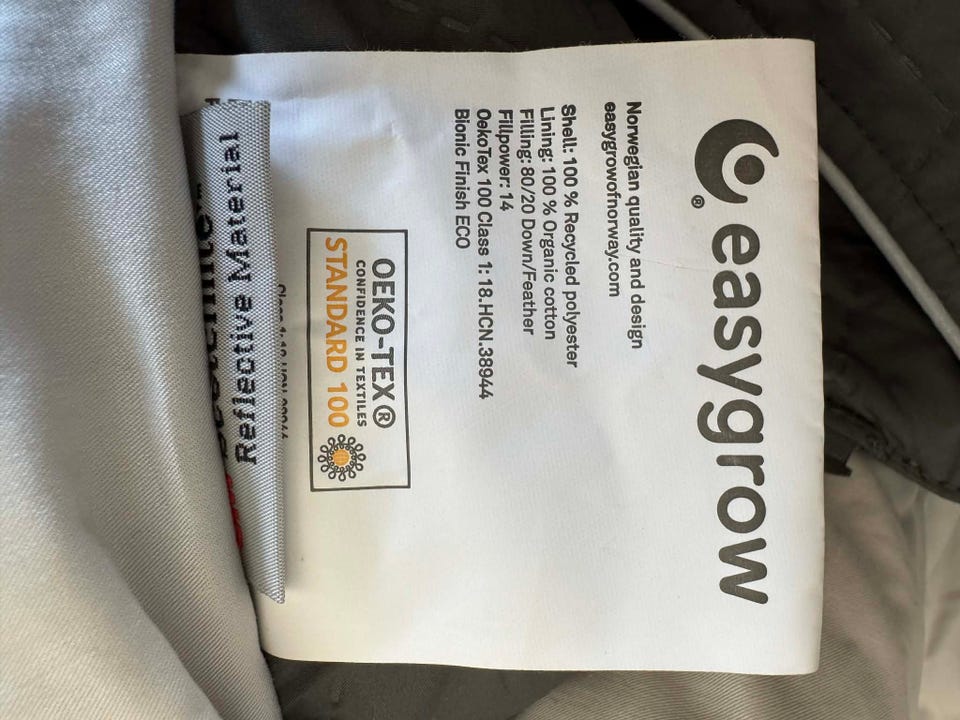 easygrow
®
Norwegian quality and design
easygrowofnorway.com
Shell: 100 % Recycled polyester
Lining: 100 % Organic cotton
Filling: 80/20 Down/Feather
Fillpower: 14
OekoTex 100 Class 1: 18.HCN.38944
Bionic Finish ECO
OEKO-TEX®
CONFIDENCE IN TEXTILES
STANDARD 100
Reflective Material